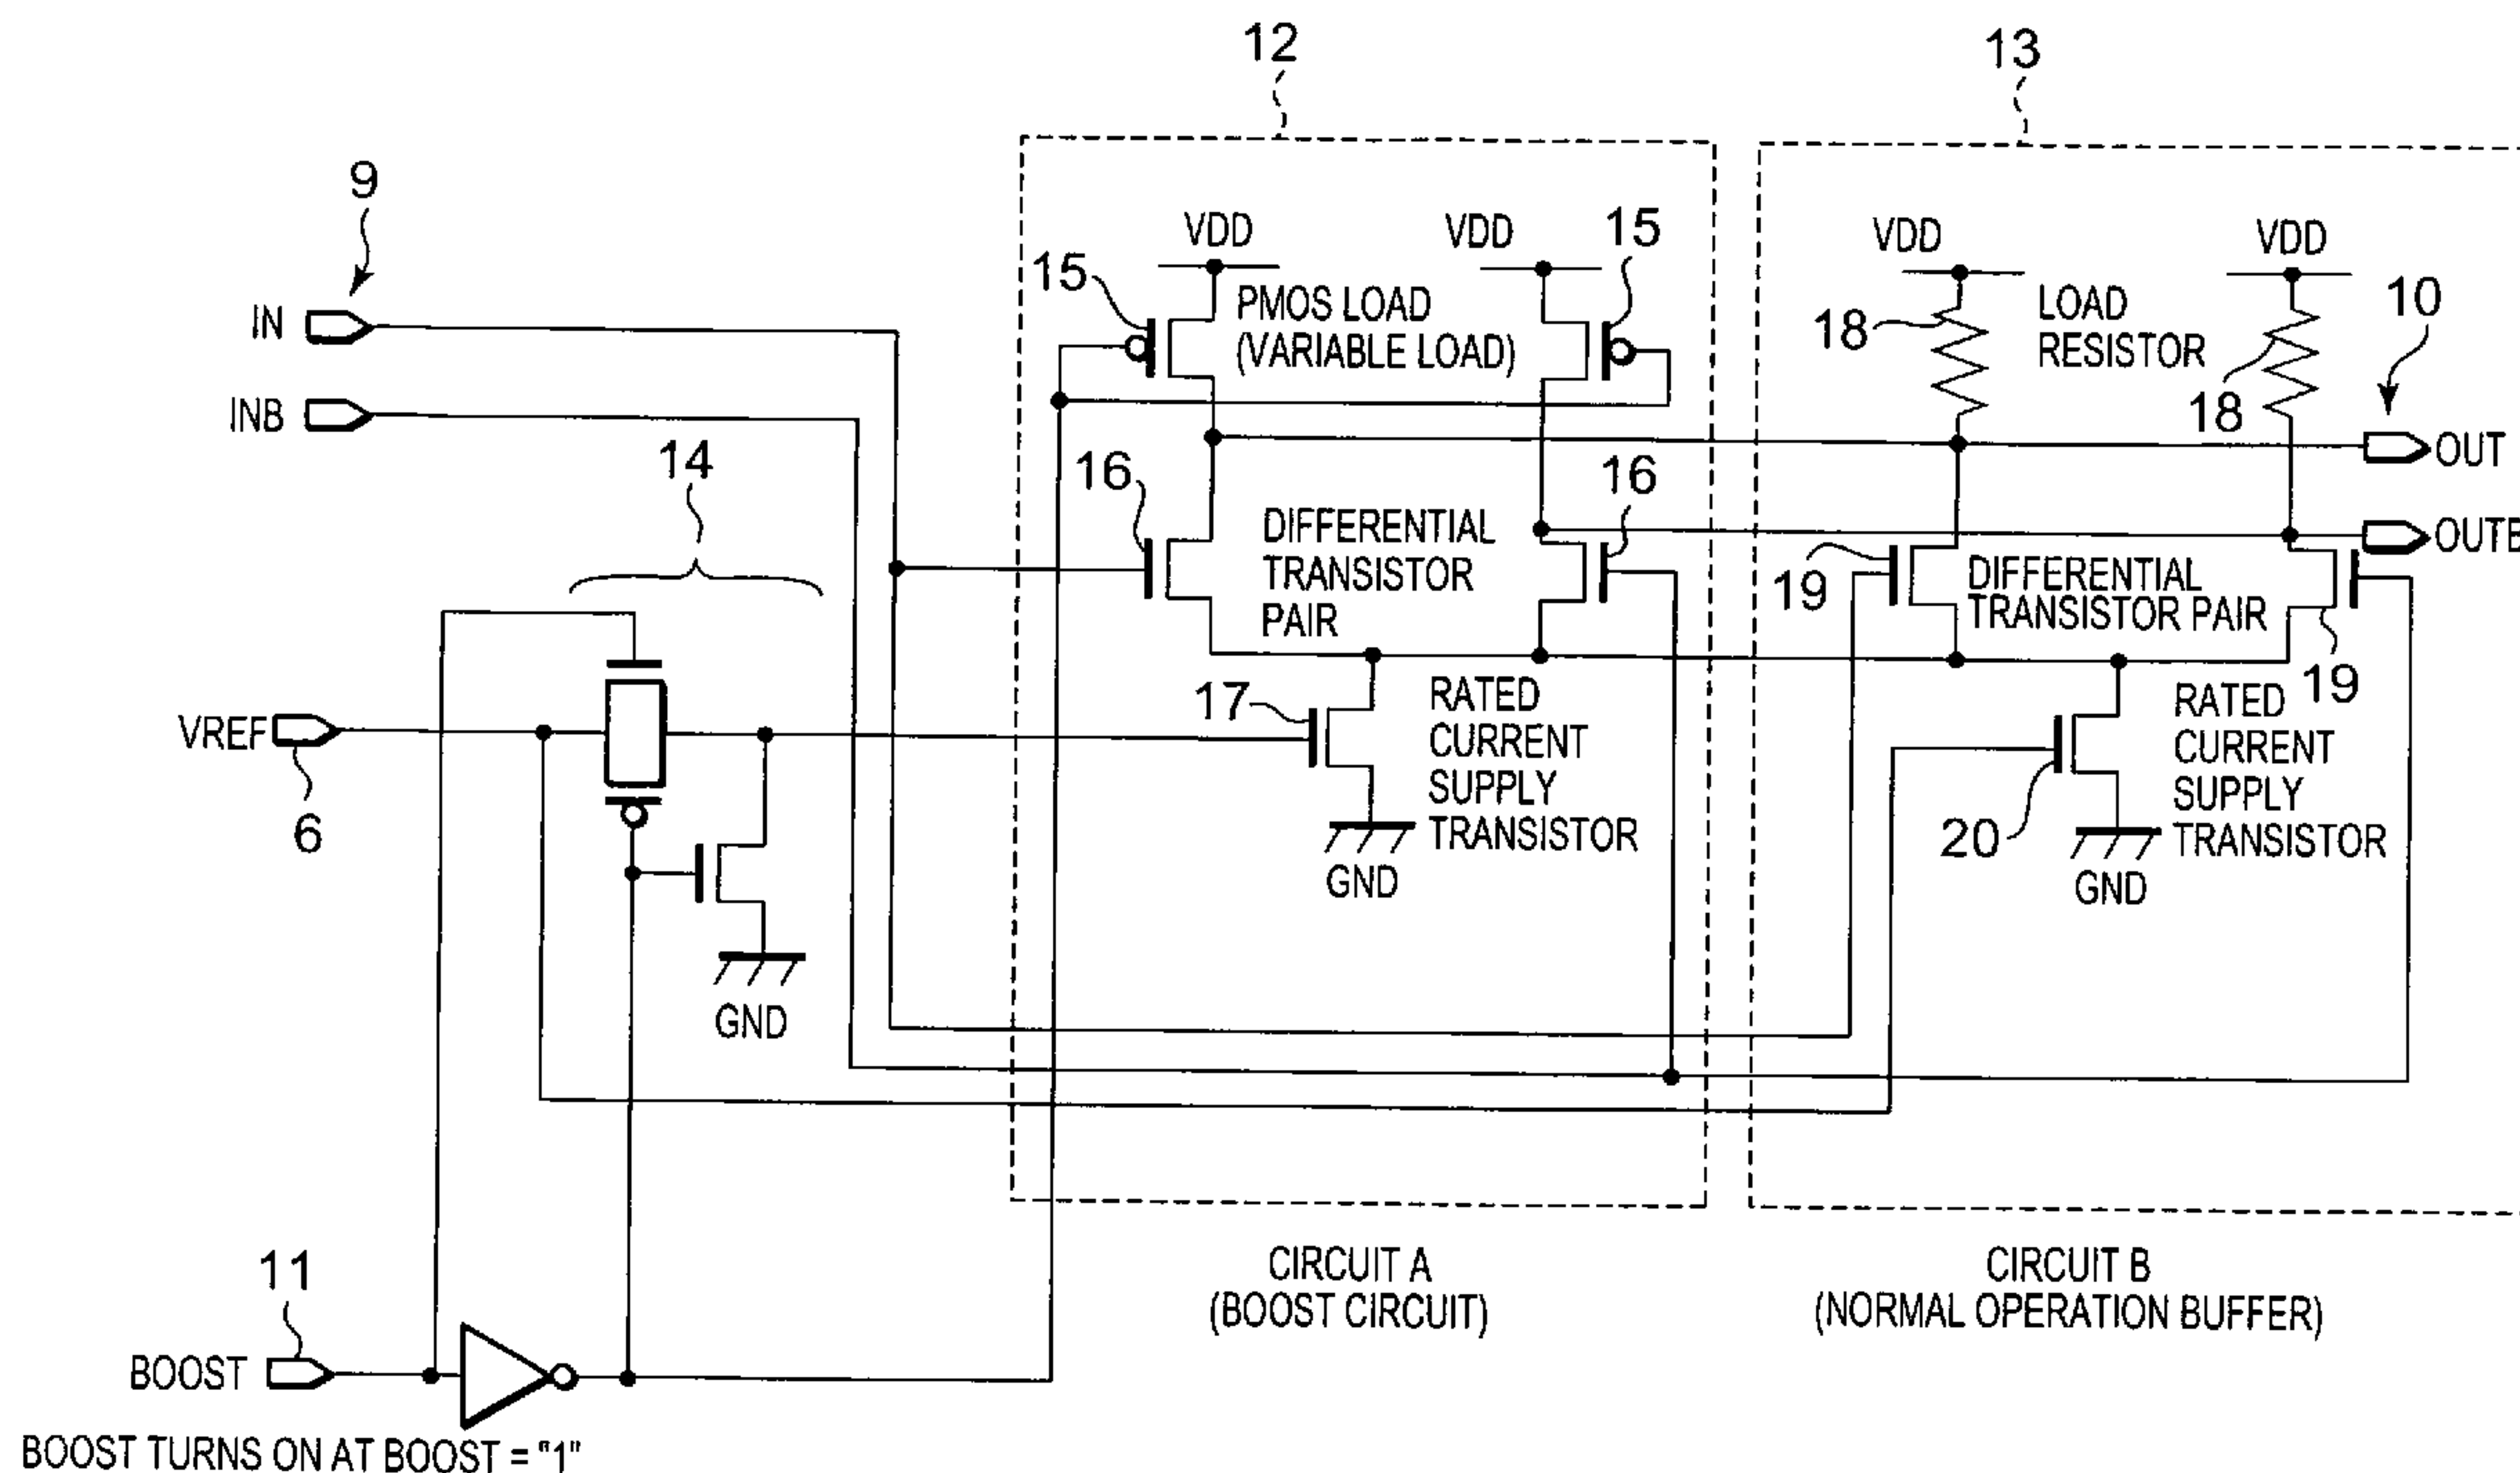 12
13
9
VDD
VDD
15
VDD
VDD
15
10
IN
PMOS LOAD
(VARIABLE LOAD)
18
LOAD
RESISTOR
INB
18
14
OUT
16
16
DIFFERENTIAL
TRANSISTOR
PAIR
OUTB
19
DIFFERENTIAL
TRANSISTOR PAIR
19
17
RATED
CURRENT
SUPPLY
TRANSISTOR
RATED
CURRENT
SUPPLY
TRANSISTOR
VREF
6
20
GND
GND
GND
11
CIRCUIT A
(BOOST CIRCUIT)
CIRCUIT B
(NORMAL OPERATION BUFFER)
BOOST
BOOST TURNS ON AT BOOST = "1"